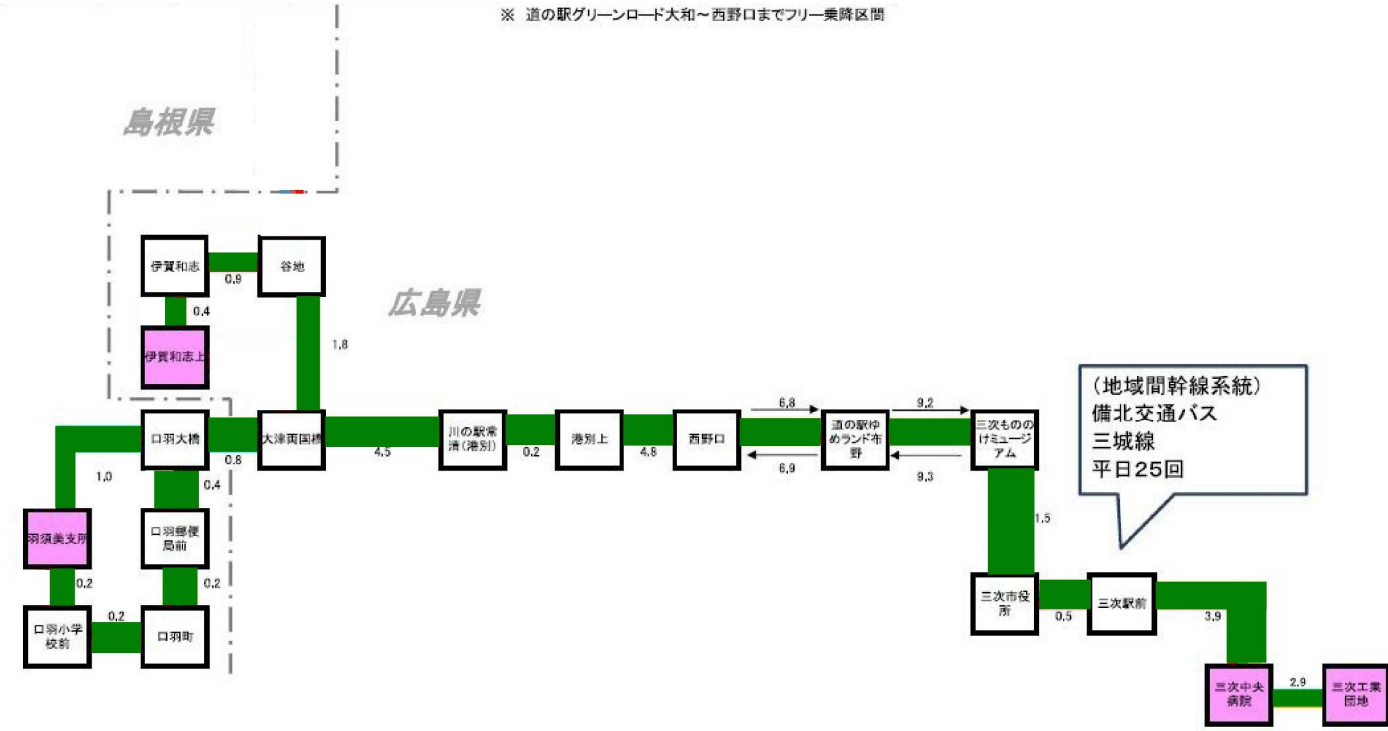 ※ 道の駅グリーンロード大和～西野口までフリー乗降区間
島根県
伊賀和志
0.9
谷地
広島県
0.4
1.8
伊賀和志上
(地域間幹線系統)
備北交通バス
三城線
平日25回
口羽大橋
0.8
大津両国橋
4.5
川の駅常
清(港別)
0.2
港別上
4.8
西野口
6.8
6.9
道の駅ゆ
めランド布
野
9.2
9.3
三次ものの
けミュージ
アム
1.0
0.4
1.5
羽須美支所
口羽郵便
局前
0.2
0.2
口羽小学
校前
0.2
口羽町
三次市役
所
0.5
三次駅前
3.9
三次中央
病院
2.9
三次工業
団地